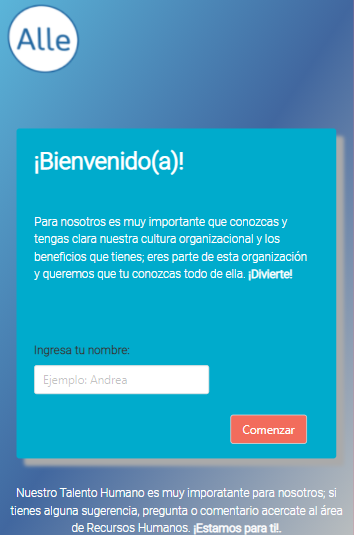 Alle
¡Bienvenido(a)!
Para nosotros es muy importante que conozcas y
tengas clara nuestra cultura organizacional y los
beneficios que tienes; eres parte de esta organización
y queremos que tu conozcas todo de ella. ¡Divierte!
Ingresa tu nombre:
Ejemplo: Andrea
Comenzar
Nuestro Talento Humano es muy imporatante para nosotros; si
tienes alguna sugerencia, pregunta o comentario acercate al área
de Recursos Humanos. ¡Estamos para ti!.